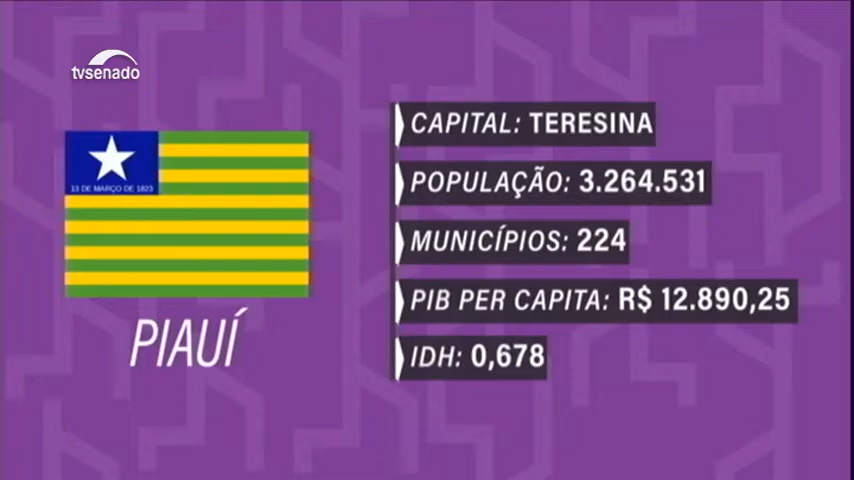 tvsenado
13 DE MARÇO DE 1823
PIAUÍ
CAPITAL: TERESINA
POPULAÇÃO: 3.264.531
MUNICÍPIOS: 224
PIB PER CAPITA: R$ 12.890,25
IDH: 0,678